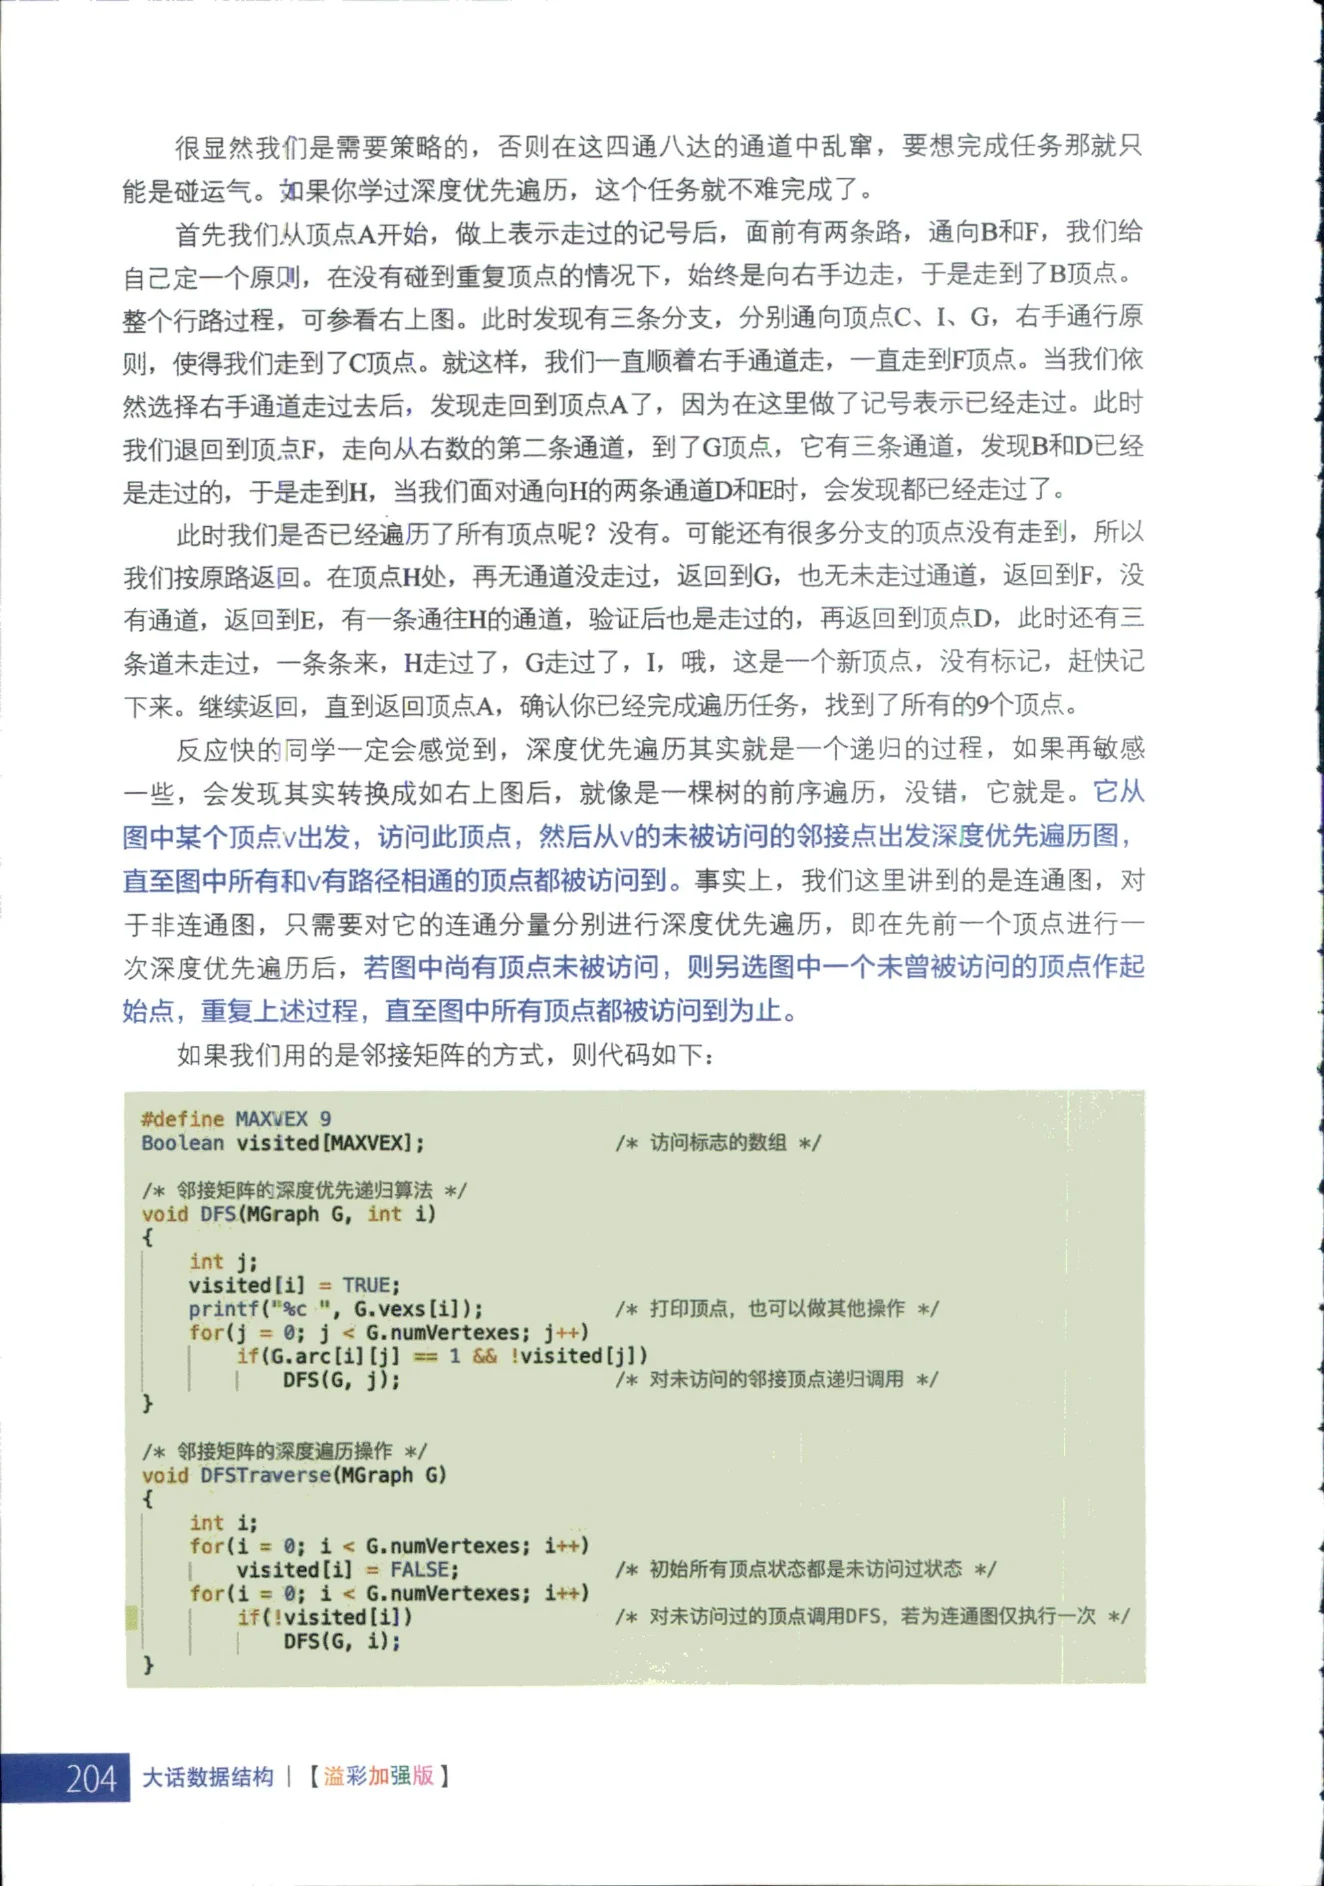 很显然我们是需要策略的，否则在这四通八达的通道中乱窜，要想完成任务那就只
能是碰运气。如果你学过深度优先遍历，这个任务就不难完成了。
首先我们从顶点A开始，做上表示走过的记号后，面前有两条路，通向B和F，我们给
自己定一个原则，在没有碰到重复顶点的情况下，始终是向右手边走，于是走到了B顶点。
整个行路过程，可参看右上图。此时发现有三条分支，分别通向顶点C、I、G，右手通行原
则，使得我们走到了C顶点。就这样，我们一直顺着右手通道走，一直走到F顶点。当我们依
然选择右手通道走过去后，发现走回到顶点A了，因为在这里做了记号表示已经走过。此时
我们退回到顶点F，走向从右数的第二条通道，到了G顶点，它有三条通道，发现B和D已经
是走过的，于是走到H，当我们面对通向H的两条通道D和E时，会发现都已经走过了。
此时我们是否已经遍历了所有顶点呢？没有。可能还有很多分支的顶点没有走到，所以
我们按原路返回。在顶点H处，再无通道没走过，返回到G，也无未走过通道，返回到F，没
有通道，返回到E，有一条通往H的通道，验证后也是走过的，再返回到顶点D，此时还有三
条道未走过，一条条来，H走过了，G走过了，I，哦，这是一个新顶点，没有标记，赶快记
下来。继续返回，直到返回顶点A，确认你已经完成遍历任务，找到了所有的9个顶点。
反应快的同学一定会感觉到，深度优先遍历其实就是一个递归的过程，如果再敏感
一些，会发现其实转换成如右上图后，就像是一棵树的前序遍历，没错，它就是。它从
图中某个顶点v出发，访问此顶点，然后从v的未被访问的邻接点出发深度优先遍历图，
直至图中所有和v有路径相通的顶点都被访问到。事实上，我们这里讲到的是连通图，对
于非连通图，只需要对它的连通分量分别进行深度优先遍历，即在先前一个顶点进行一
次深度优先遍历后，若图中尚有顶点未被访问，则另选图中一个未曾被访问的顶点作起
始点，重复上述过程，直至图中所有顶点都被访问到为止。
如果我们用的是邻接矩阵的方式，则代码如下：
#define MAXVEX 9
Boolean visited[MAXVEX]; /* 访问标志的数组 */
/* 邻接矩阵的深度优先递归算法 */
void DFS(MGraph G, int i)
{
int j;
visited[i] = TRUE;
printf("%c ", G.vexs[i]); /* 打印顶点，也可以做其他操作 */
for(j = 0; j < G.numVertexes; j++)
if(G.arc[i][j] == 1 && !visited[j])
DFS(G, j); /* 对未访问的邻接顶点递归调用 */
}
/* 邻接矩阵的深度遍历操作 */
void DFSTraverse(MGraph G)
{
int i;
for(i = 0; i < G.numVertexes; i++)
visited[i] = FALSE; /* 初始所有顶点状态都是未访问过状态 */
for(i = 0; i < G.numVertexes; i++)
if(!visited[i]) /* 对未访问过的顶点调用DFS，若为连通图仅执行一次 */
DFS(G, i);
}
204 大话数据结构 | 【溢彩加强版】